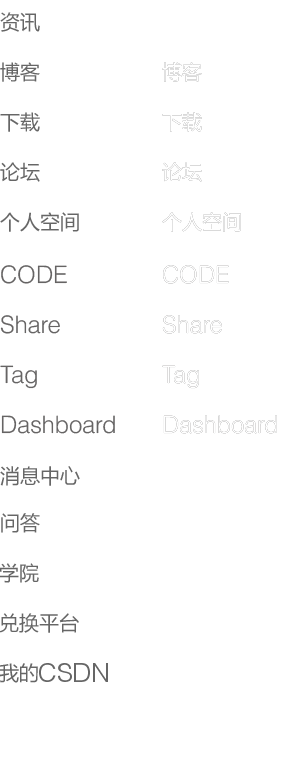 资讯
博客 博客
下载 下载
论坛 论坛
个人空间 个人空间
CODE CODE
Share Share
Tag Tag
Dashboard Dashboard
消息中心
问答
学院
兑换平台
我的CSDN